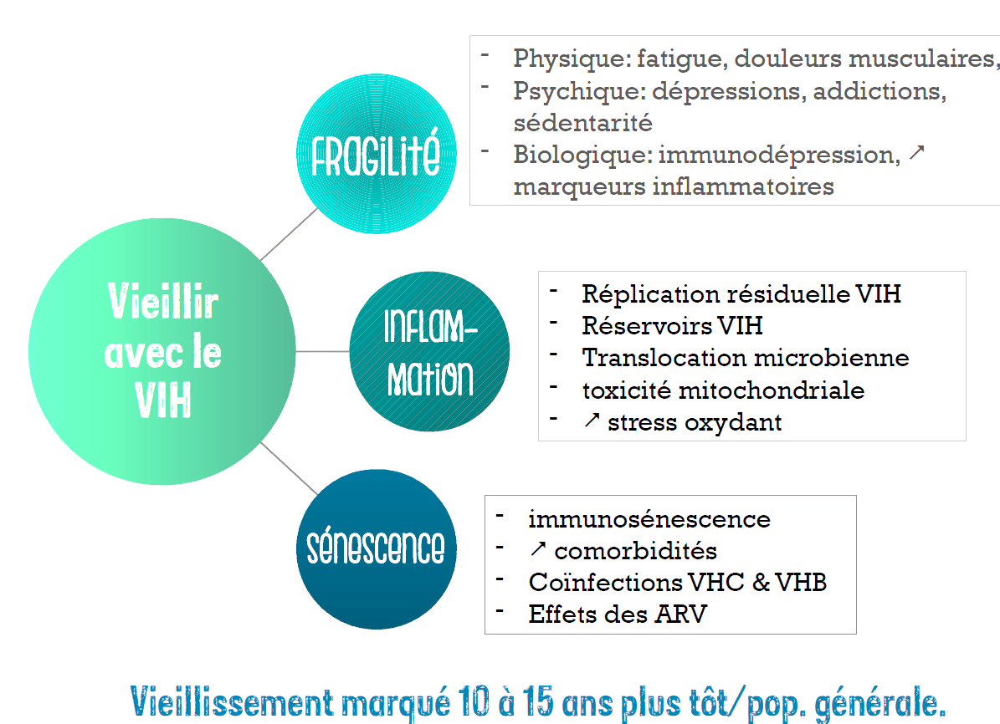 - Physique: fatigue, douleurs musculaires,
- Psychique: dépressions, addictions,
sédentarité
- Biologique: immunodépression, ↗
marqueurs inflammatoires
FRAGILITÉ
Vieillir
avec le
VIH
INFLAM-
MATION
- Réplication résiduelle VIH
- Réservoirs VIH
- Translocation microbienne
- toxicité mitochondriale
- ↗ stress oxydant
SÉNESCENCE
- immunosénescence
- ↗ comorbidités
- Coïnfections VHC & VHB
- Effets des ARV
Vieillissement marqué 10 à 15 ans plus tôt/pop. générale.